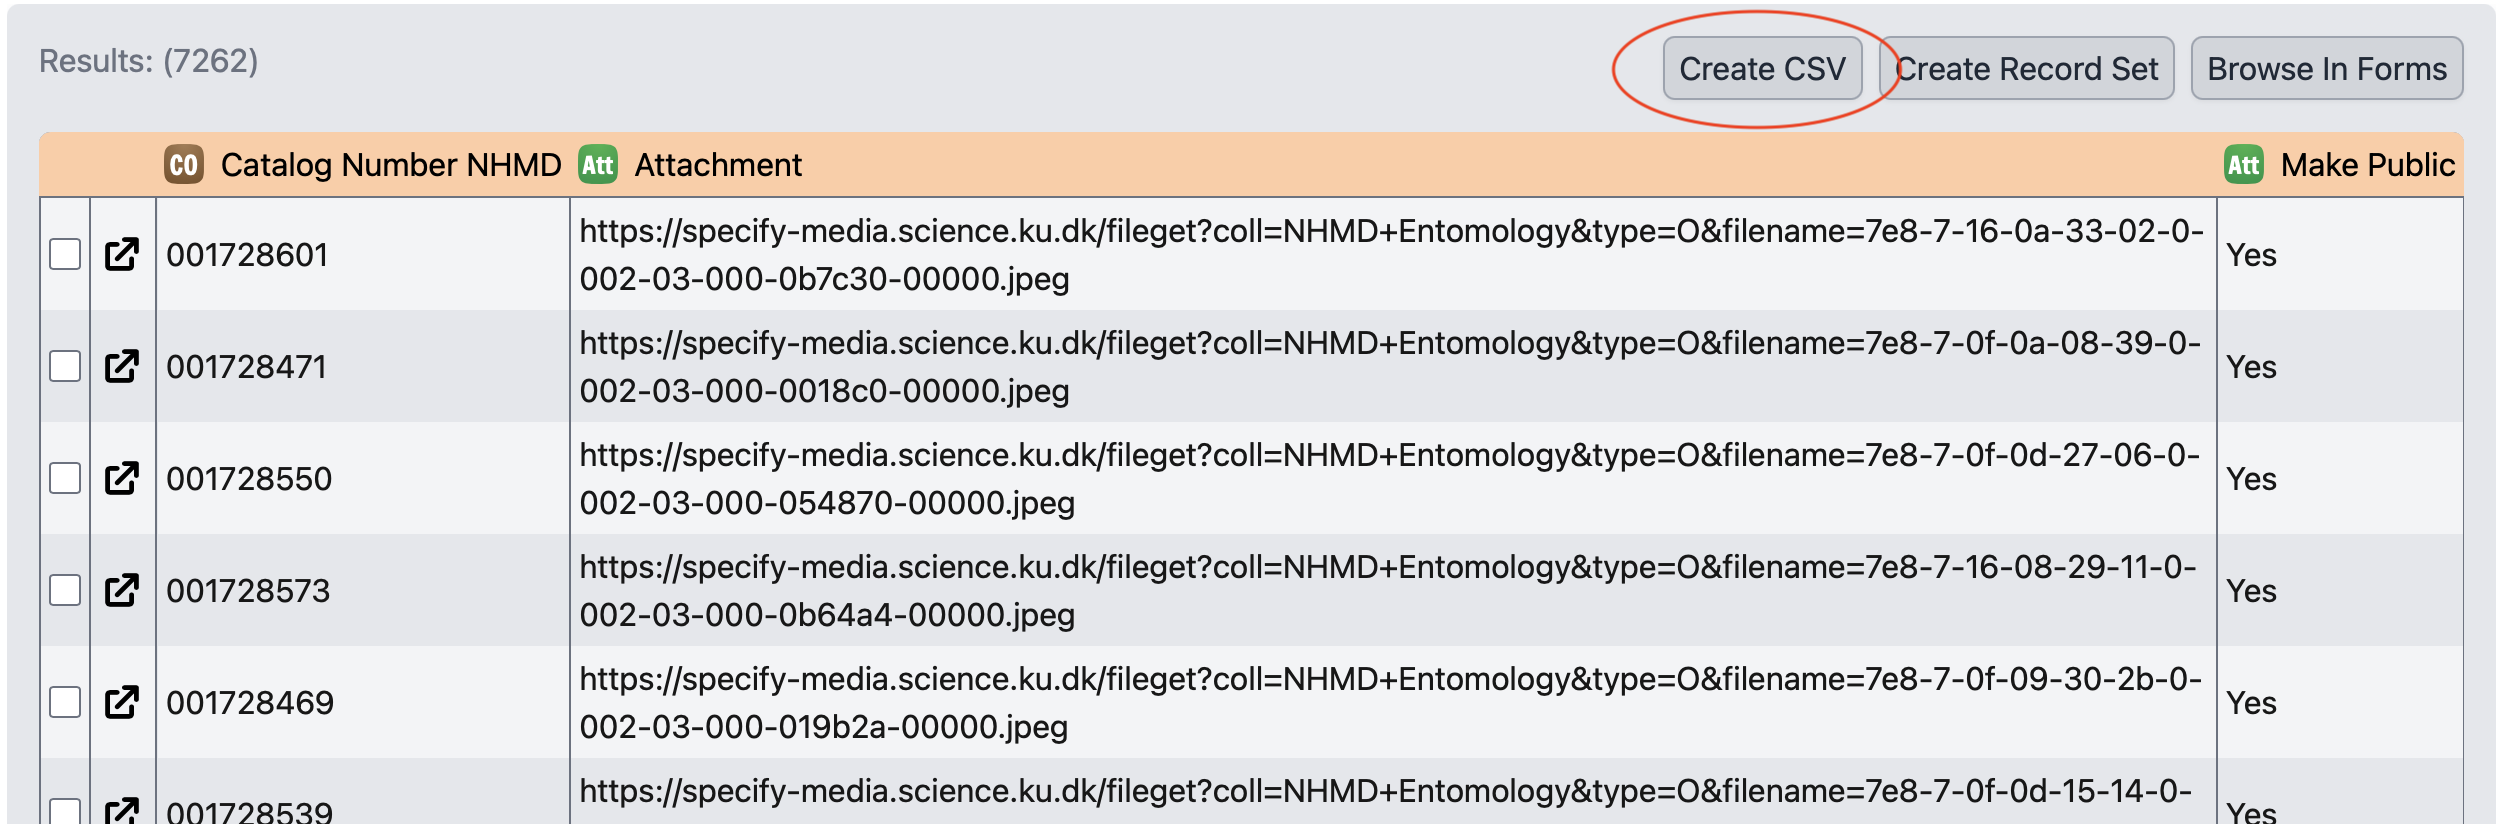 Results: (7262)
Create CSV
Create Record Set
Browse In Forms
CO Catalog Number NHMD
Att Attachment
Att Make Public
001728601
https://specify-media.science.ku.dk/fileget?coll=NHMD+Entomology&type=O&filename=7e8-7-16-0a-33-02-0-
002-03-000-0b7c30-00000.jpeg
Yes
001728471
https://specify-media.science.ku.dk/fileget?coll=NHMD+Entomology&type=O&filename=7e8-7-0f-0a-08-39-0-
002-03-000-0018c0-00000.jpeg
Yes
001728550
https://specify-media.science.ku.dk/fileget?coll=NHMD+Entomology&type=O&filename=7e8-7-0f-0d-27-06-0-
002-03-000-054870-00000.jpeg
Yes
001728573
https://specify-media.science.ku.dk/fileget?coll=NHMD+Entomology&type=O&filename=7e8-7-16-08-29-11-0-
002-03-000-0b64a4-00000.jpeg
Yes
001728469
https://specify-media.science.ku.dk/fileget?coll=NHMD+Entomology&type=O&filename=7e8-7-0f-09-30-2b-0-
002-03-000-019b2a-00000.jpeg
Yes
001728539
https://specify-media.science.ku.dk/fileget?coll=NHMD+Entomology&type=O&filename=7e8-7-0f-0d-15-14-0-
Yes